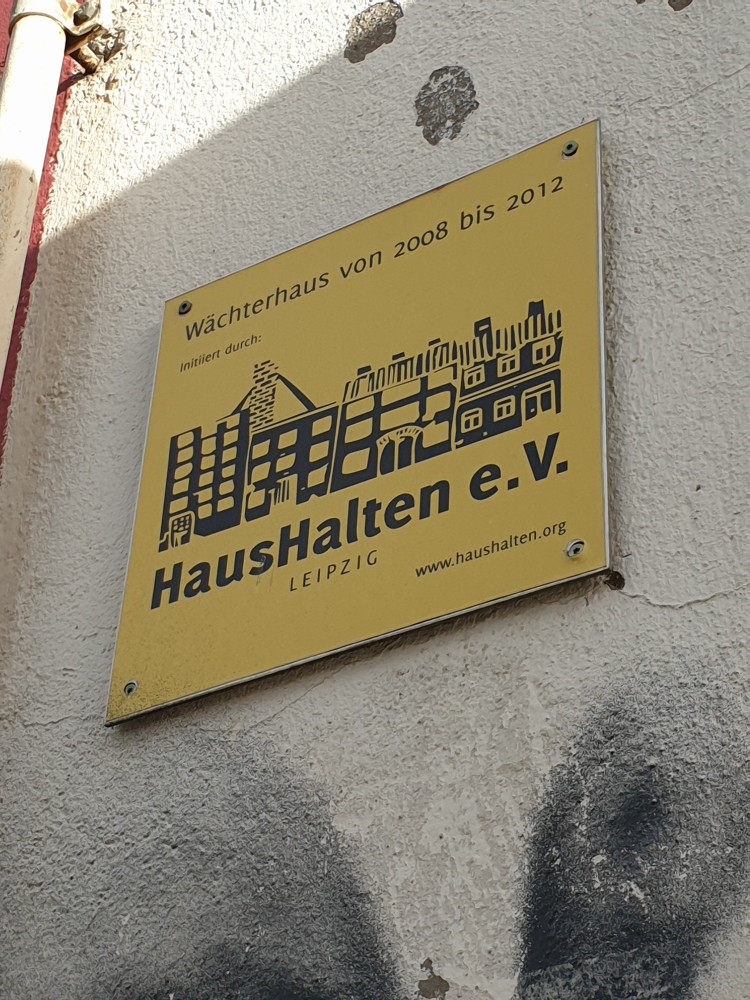 Wächterhaus von 2008 bis 2012
Initiiert durch:
HausHalten e.V.
LEIPZIG
www.haushalten.org